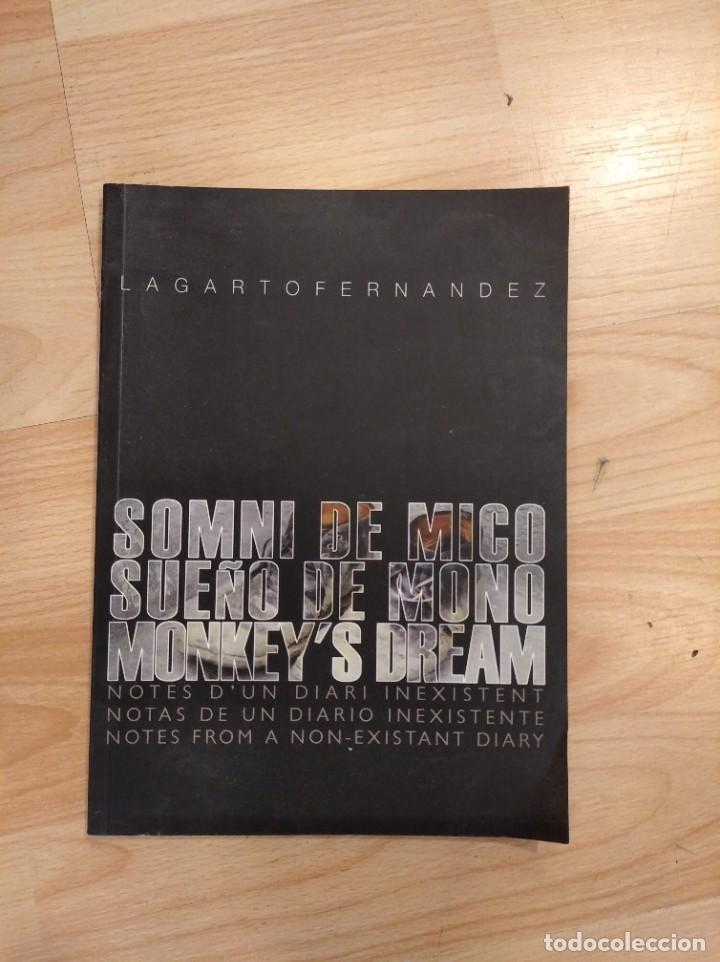 LAGARTOFERNANDEZ
SOMNI DE MICO
SUEÑO DE MONO
MONKEY'S DREAM
NOTES D'UN DIARI INEXISTENT
NOTAS DE UN DIARIO INEXISTENTE
NOTES FROM A NON-EXISTANT DIARY
todocoleccion